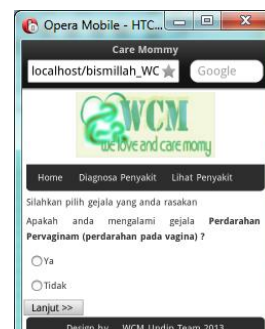 Opera Mobile - HTC...
Care Mommy
localhost/bismillah_WC Google
WCM
we love and care momy
Home Diagnosa Penyakit Lihat Penyakit
Silahkan pilih gejala yang anda rasakan
Apakah anda mengalami gejala Perdarahan
Pervaginam (perdarahan pada vagina) ?
Ya
Tidak
Lanjut >>
Design by WCM Undip Team 2013